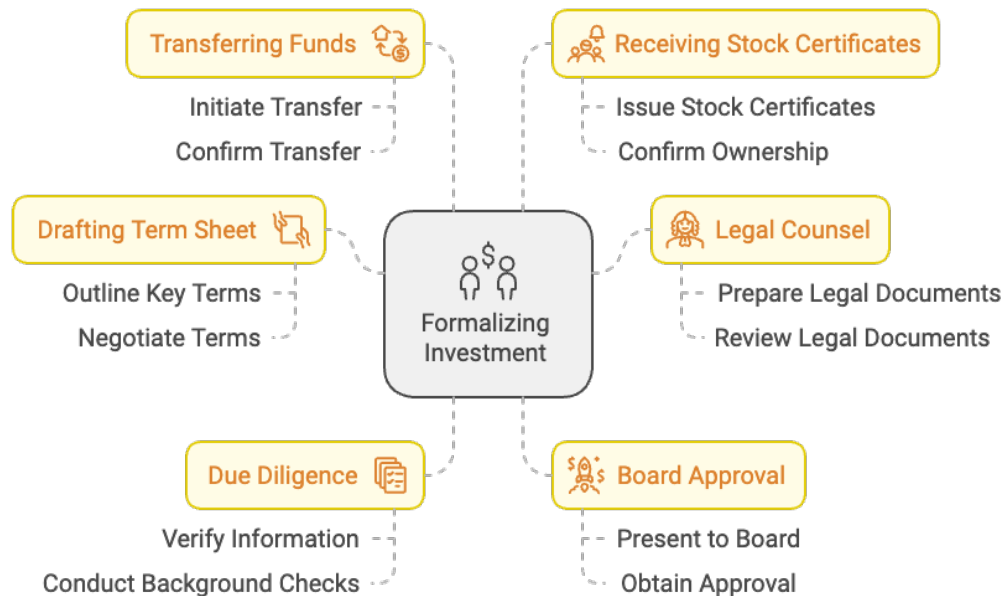 Transferring Funds
Initiate Transfer
Confirm Transfer
Receiving Stock Certificates
Issue Stock Certificates
Confirm Ownership
Drafting Term Sheet
Outline Key Terms
Negotiate Terms
Formalizing
Investment
Legal Counsel
Prepare Legal Documents
Review Legal Documents
Due Diligence
Verify Information
Conduct Background Checks
Board Approval
Present to Board
Obtain Approval